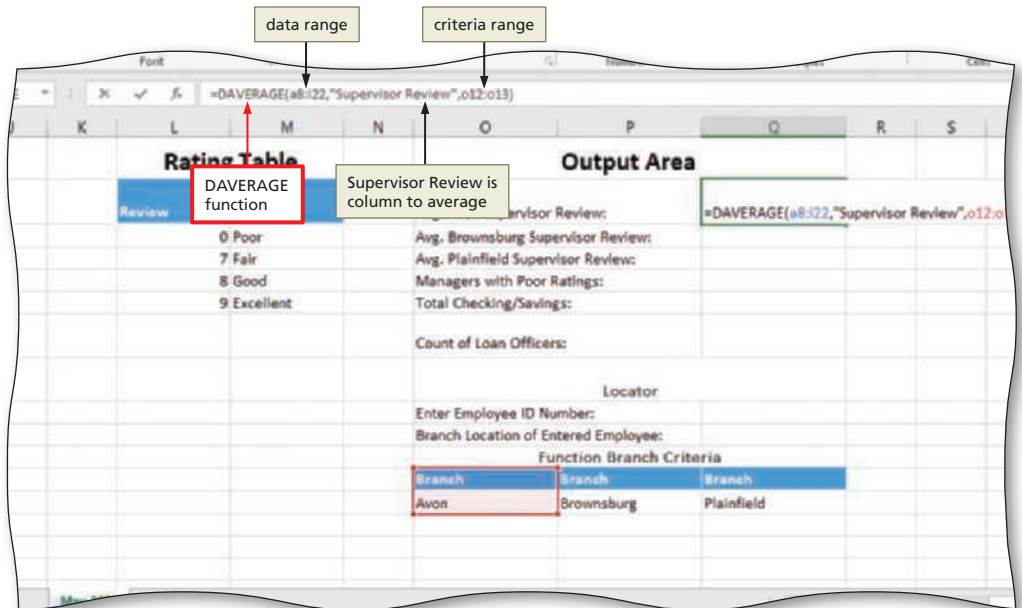 data range
criteria range
Font
=DAVERAGE(a8:i22,"Supervisor Review",o12:o13)
K L M N O P Q R S
Rating Table
Output Area
DAVERAGE
function
Supervisor Review is
column to average
Review
Supervisor Review:
=DAVERAGE(a8:i22,"Supervisor Review",o12:o
0 Poor
Avg. Brownsburg Supervisor Review:
7 Fair
Avg. Plainfield Supervisor Review:
8 Good
Managers with Poor Ratings:
9 Excellent
Total Checking/Savings:
Count of Loan Officers:
Locator
Enter Employee ID Number:
Branch Location of Entered Employee:
Function Branch Criteria
Branch Branch Branch
Avon Brownsburg Plainfield